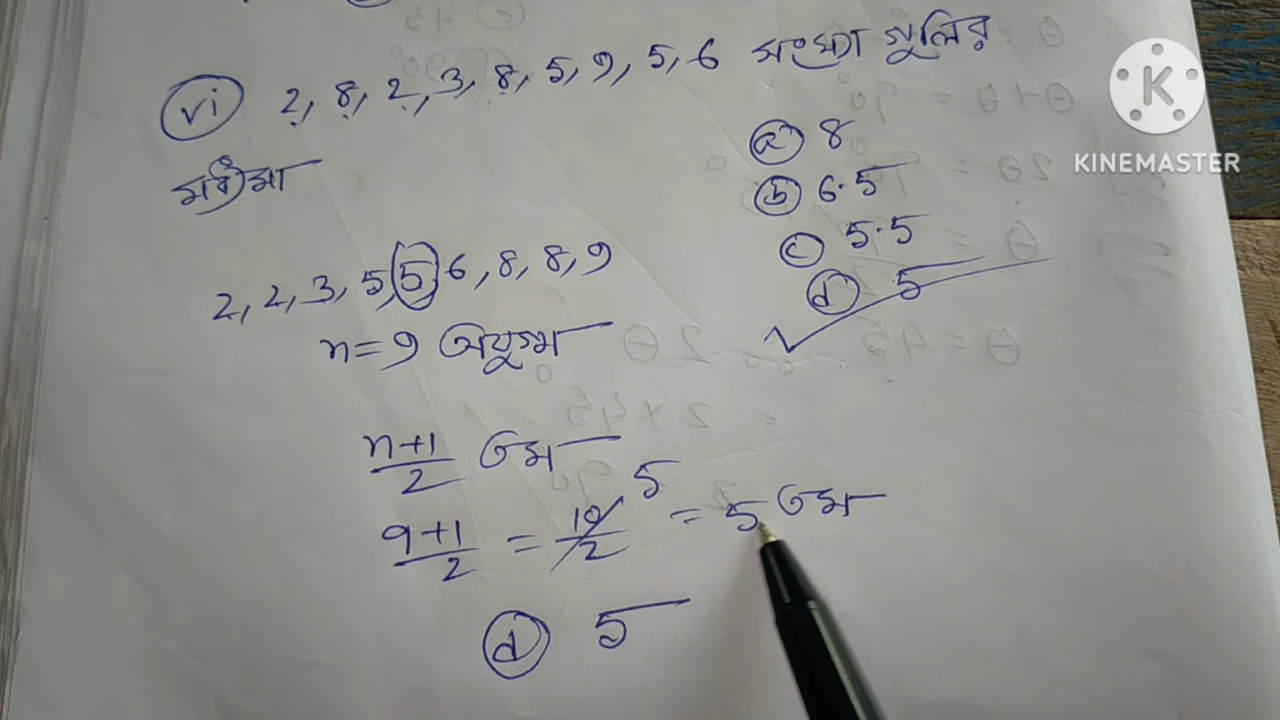 (vi) 2, 8, 2, 3, 8, 5, 9, 5, 6 সংখ্যা গুলির
মধ্যমা
(a) 8
(b) 6.5
(c) 5.5
(d) 5
2, 2, 3, 5, 5 6, 8, 8, 9
n=9 অযুগ্ম
n+1/2 তম
9+1/2 = 10/2 5 = 5 তম
(d) 5
KINEMASTER